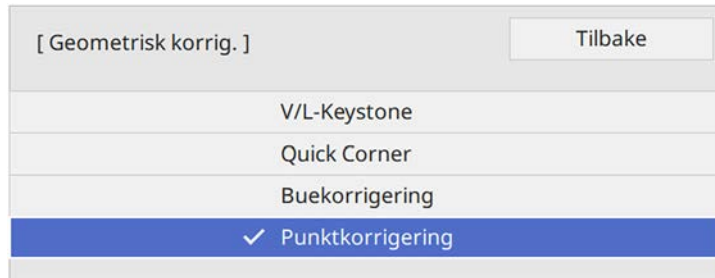 [ Geometrisk korrig. ]
Tilbake
V/L-Keystone
Quick Corner
Buekorrigering
Punktkorrigering